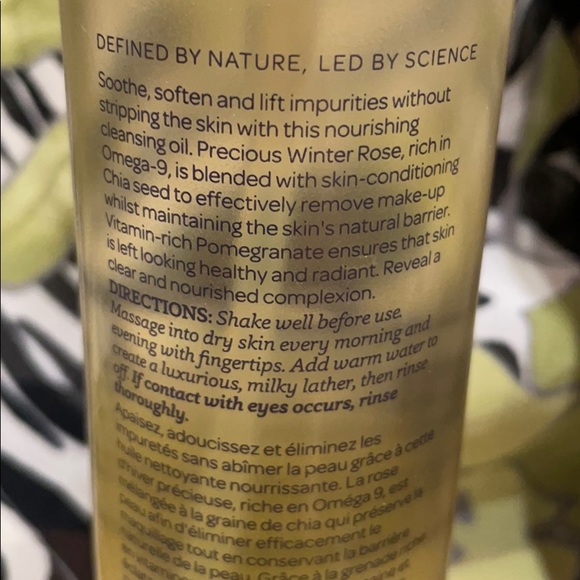 DEFINED BY NATURE, LED BY SCIENCE
Soothe, soften and lift impurities without
stripping the skin with this nourishing
cleansing oil. Precious Winter Rose, rich in
Omega-9, is blended with skin-conditioning
Chia seed to effectively remove make-up
whilst maintaining the skin's natural barrier.
Vitamin-rich Pomegranate ensures that skin
is left looking healthy and radiant. Reveal a
clear and nourished complexion.
DIRECTIONS: Shake well before use.
Massage into dry skin every morning and
evening with fingertips. Add warm water to
create a luxurious, milky lather, then rinse
off. If contact with eyes occurs, rinse
thoroughly.
Apaisez, adoucissez et éliminez les
impuretés sans abîmer la peau grâce à cette
huile nettoyante nourrissante. La rose
d'hiver précieuse, riche en Oméga 9, est
mélangée à la graine de chia qui préserve la
peau afin d'éliminer efficacement le
maquillage tout en conservant la barrière
naturelle de la peau. Grâce à la grenade riche
en